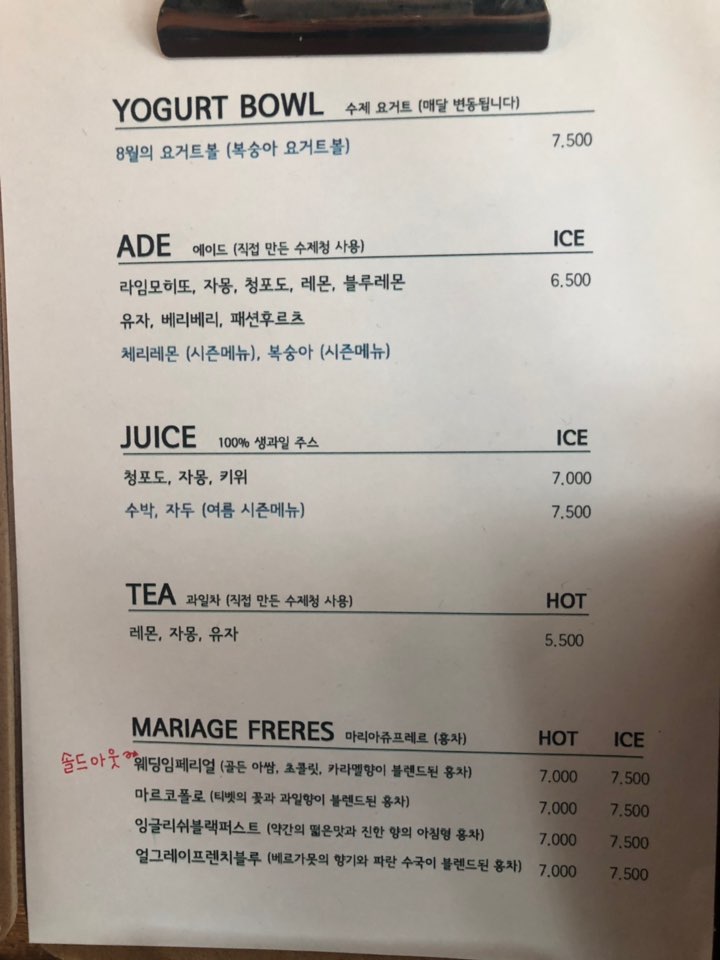 YOGURT BOWL 수제 요거트 (매달 변동됩니다)
8월의 요거트볼 (복숭아 요거트볼) 7.500
ADE 에이드 (직접 만든 수제청 사용) ICE
라임모히또, 자몽, 청포도, 레몬, 블루레몬 6.500
유자, 베리베리, 패션후르츠
체리레몬 (시즌메뉴), 복숭아 (시즌메뉴)
JUICE 100% 생과일 주스 ICE
청포도, 자몽, 키위 7.000
수박, 자두 (여름 시즌메뉴) 7.500
TEA 과일차 (직접 만든 수제청 사용) HOT
레몬, 자몽, 유자 5.500
MARIAGE FRERES 마리아쥬프레르 (홍차) HOT ICE
솔드아웃 웨딩임페리얼 (골든 아쌈, 초콜릿, 카라멜향이 블렌드된 홍차) 7.000 7.500
마르코폴로 (티벳의 꽃과 과일향이 블렌드된 홍차) 7.000 7.500
잉글리쉬블랙퍼스트 (약간의 떫은맛과 진한 향의 아침형 홍차) 7.000 7.500
얼그레이프렌치블루 (베르가못의 향기와 파란 수국이 블렌드된 홍차) 7.000 7.500